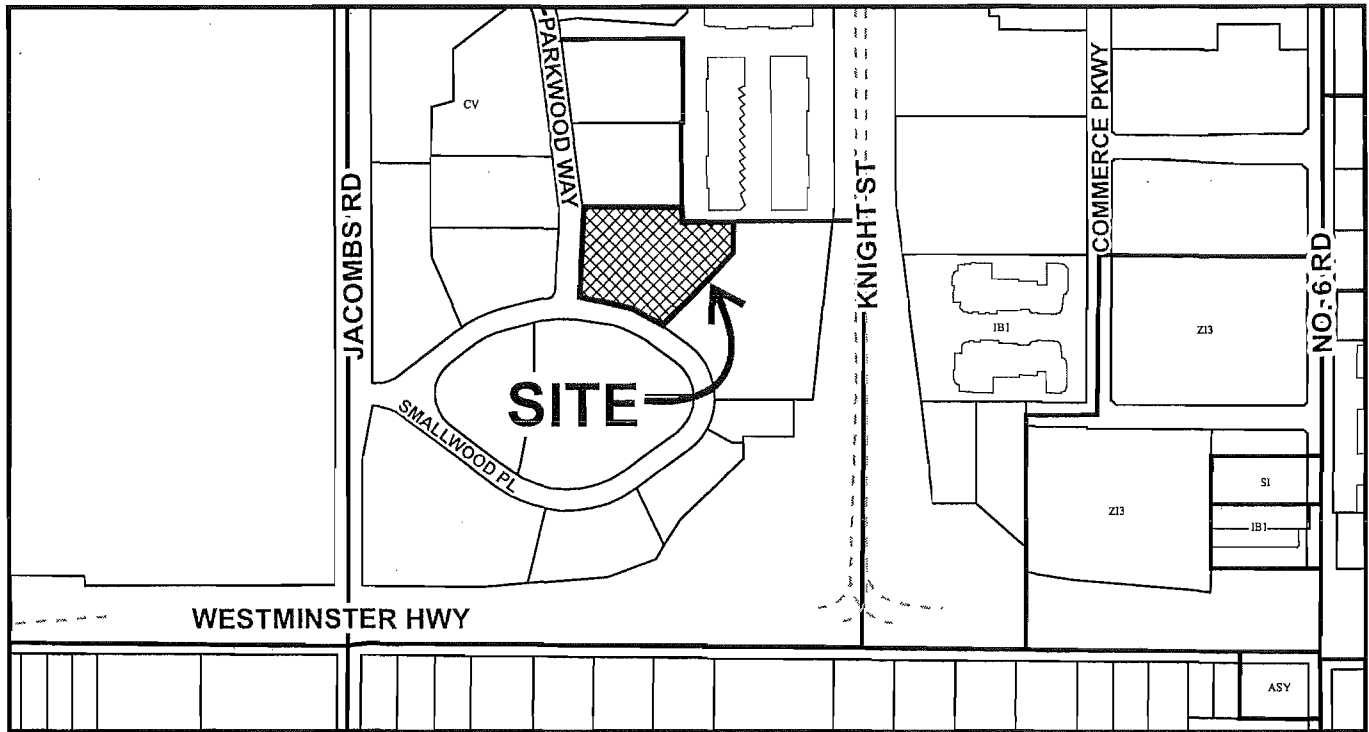 PARKWOOD WAY
CV
JACOMBS RD
KNIGHT ST
COMMERCE PKWY
NO. 6 RD
IB1
ZI3
SITE
SMALLWOOD PL
SI
ZI3
IB1
WESTMINSTER HWY
ASY